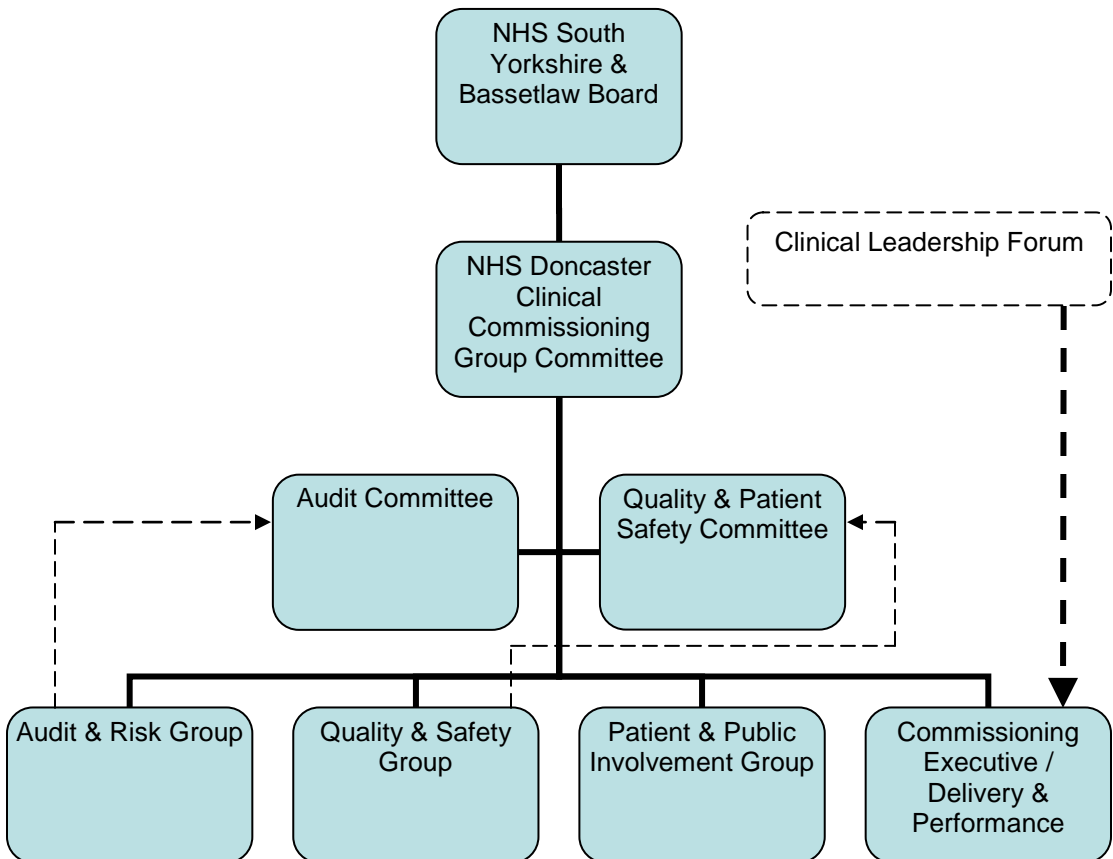 NHS South
Yorkshire &
Bassetlaw Board
Clinical Leadership Forum
NHS Doncaster
Clinical
Commissioning
Group Committee
Audit Committee
Quality & Patient
Safety Committee
Audit & Risk Group
Quality & Safety
Group
Patient & Public
Involvement Group
Commissioning
Executive /
Delivery &
Performance